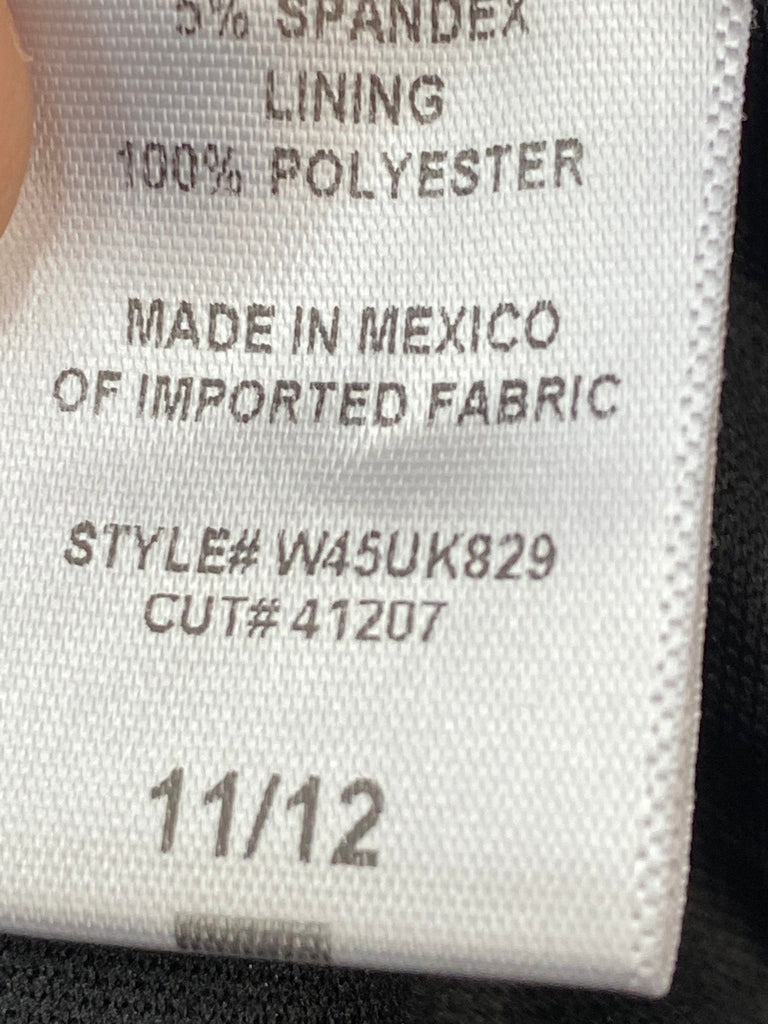 5% SPANDEX
LINING
100% POLYESTER
MADE IN MEXICO
OF IMPORTED FABRIC
STYLE# W45UK829
CUT# 41207
11/12